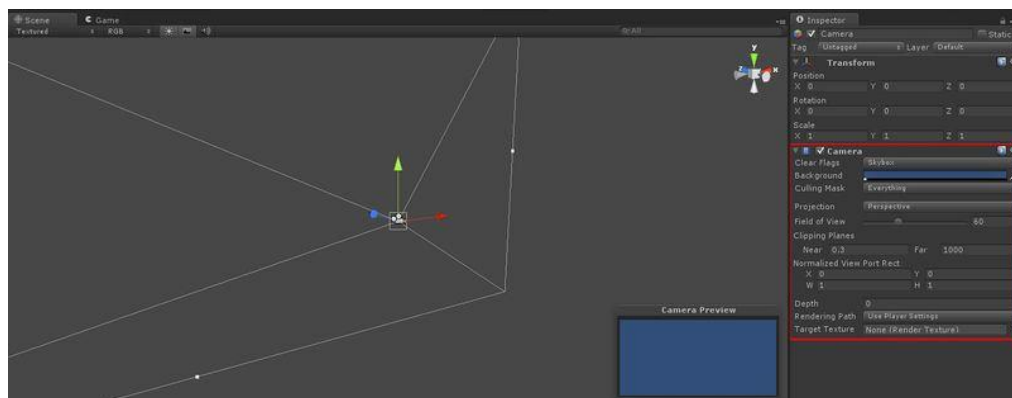 Scene
Game
Textured
RGB
All
y
x
z
Camera Preview
Inspector
Camera
Static
Tag Untagged
Layer Default
Transform
Position
X 0 Y 0 Z 0
Rotation
X 0 Y 0 Z 0
Scale
X 1 Y 1 Z 1
Camera
Clear Flags Skybox
Background
Culling Mask Everything
Projection Perspective
Field of View 60
Clipping Planes
Near 0.3 Far 1000
Normalized View Port Rect
X 0 Y 0
W 1 H 1
Depth 0
Rendering Path Use Player Settings
Target Texture None (Render Texture)